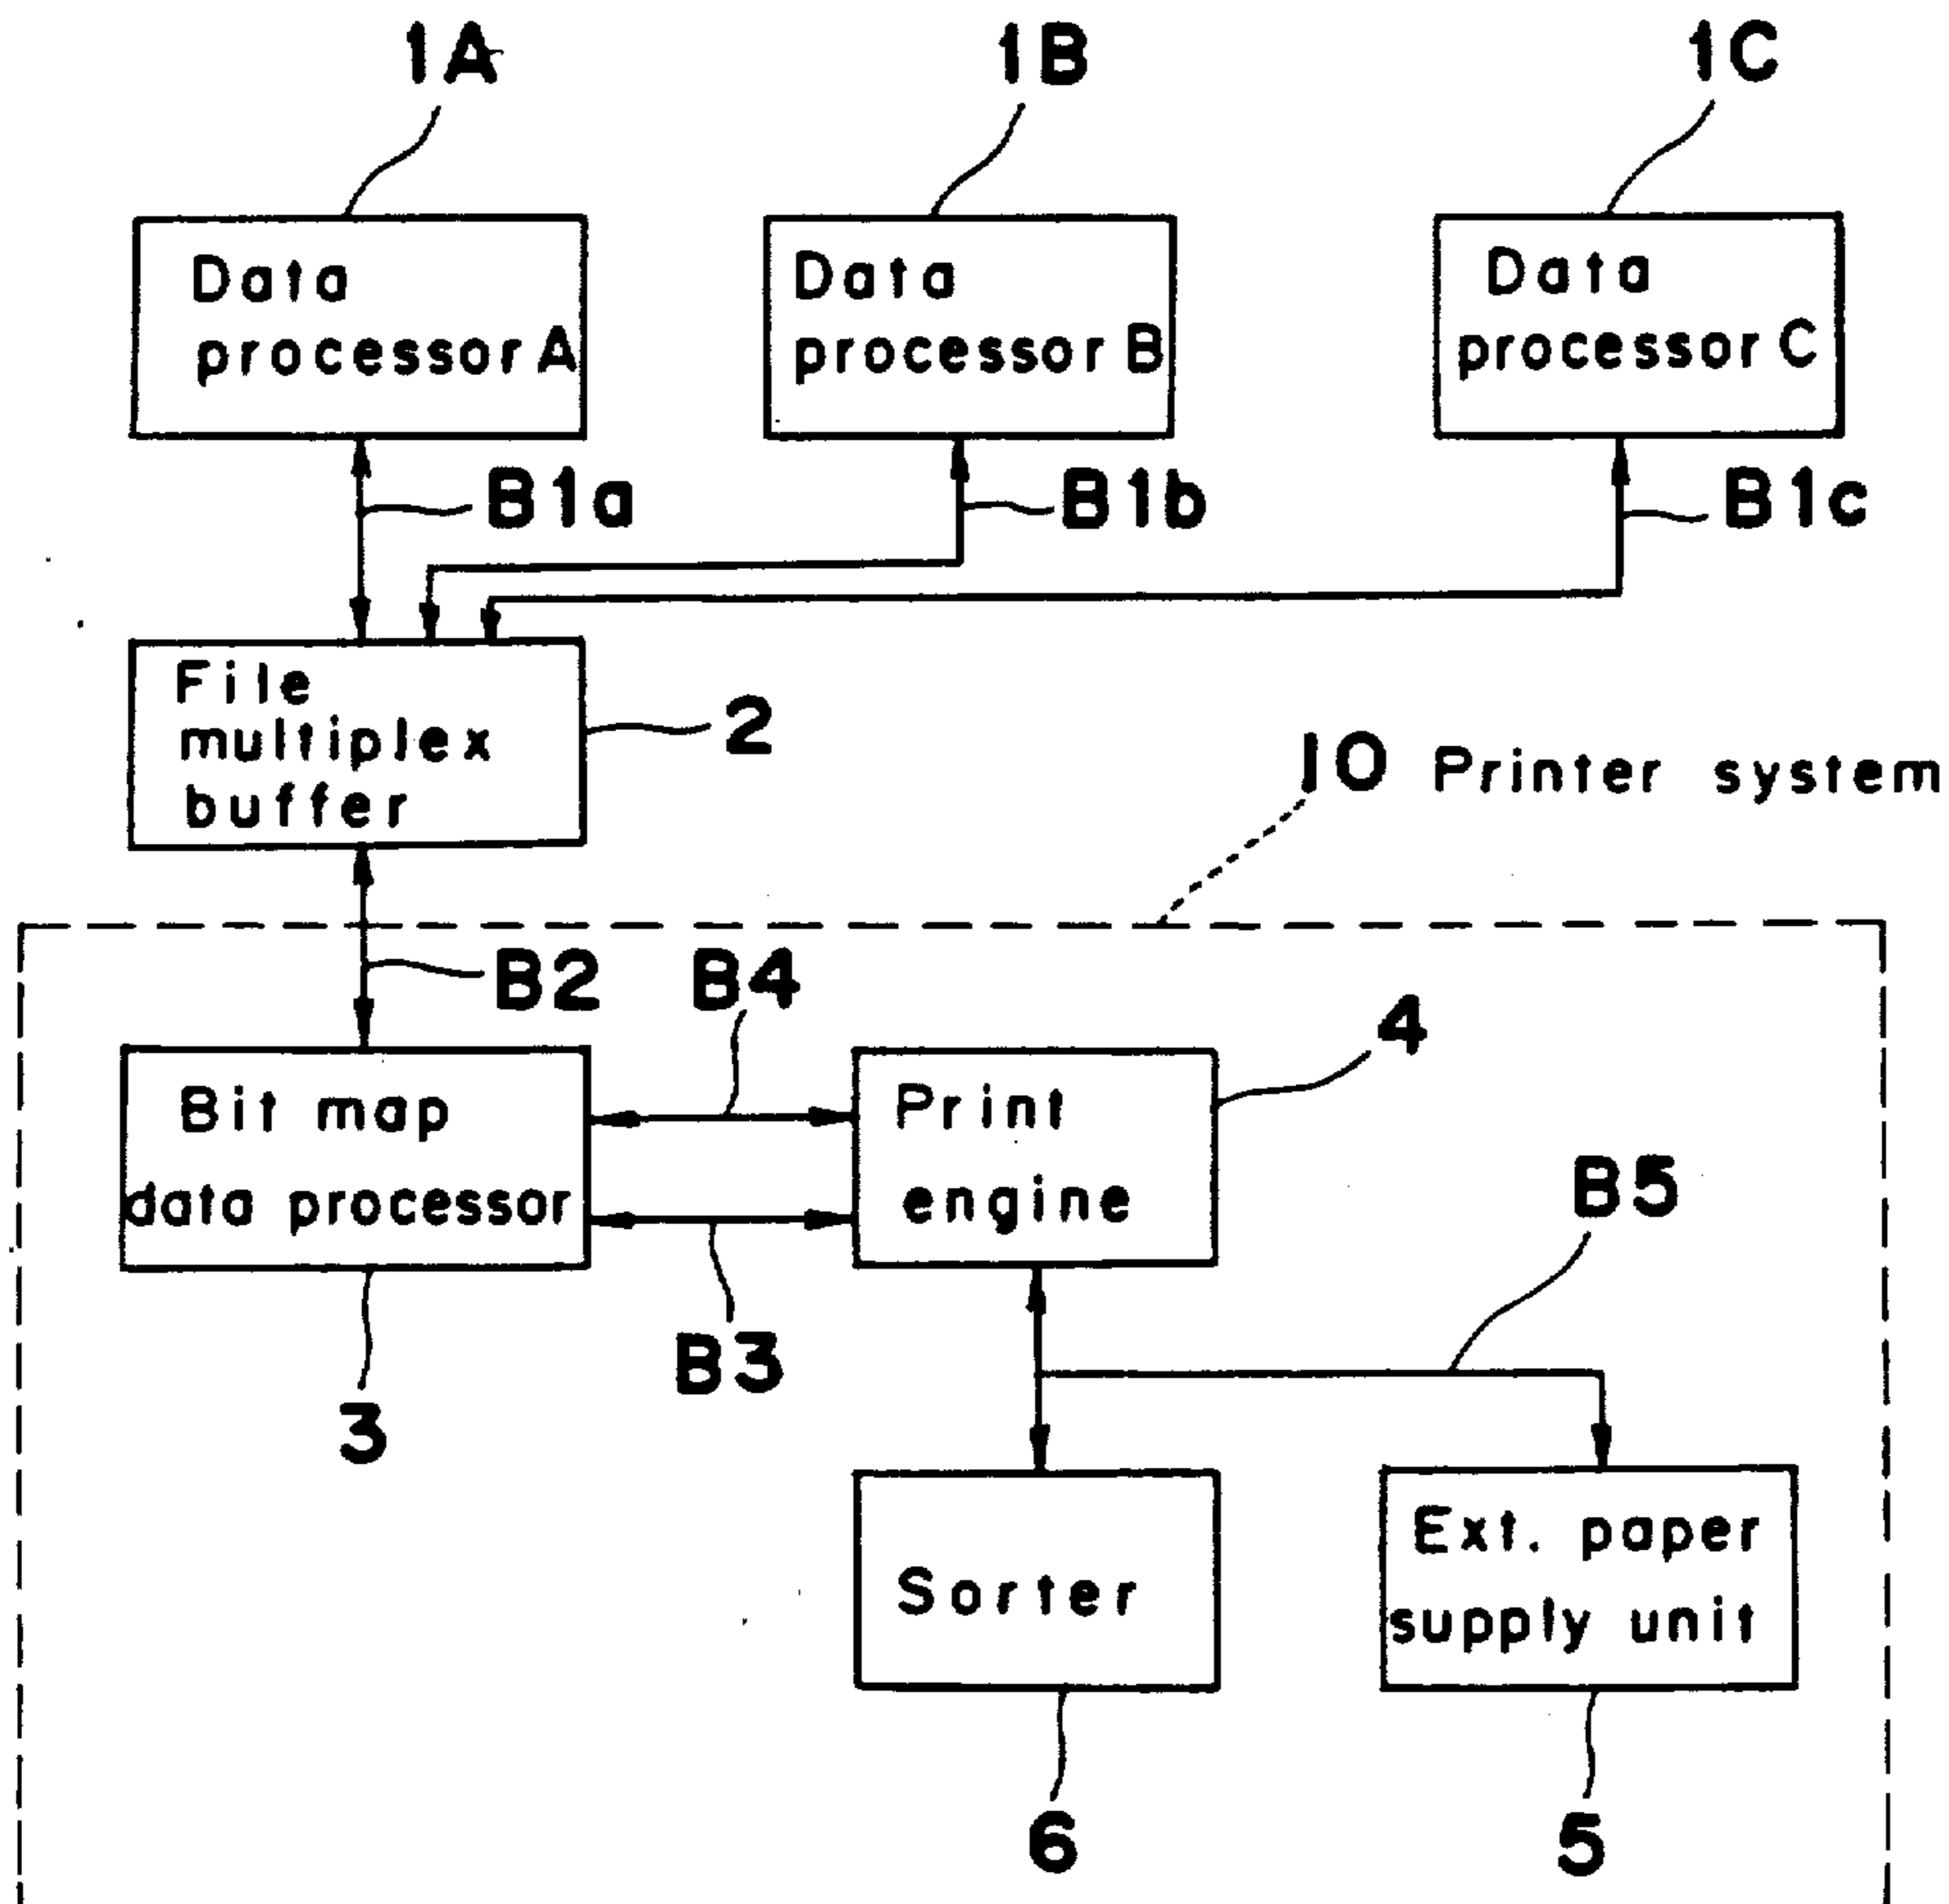 1A
1B
1C
Data
processor A
Data
processor B
Data
processor C
B1a
B1b
B1c
File
multiplex
buffer
2
10 Printer system
B2
B4
4
Bit map
data processor
Print
engine
B5
B3
3
Sorter
Ext. paper
supply unit
6
5